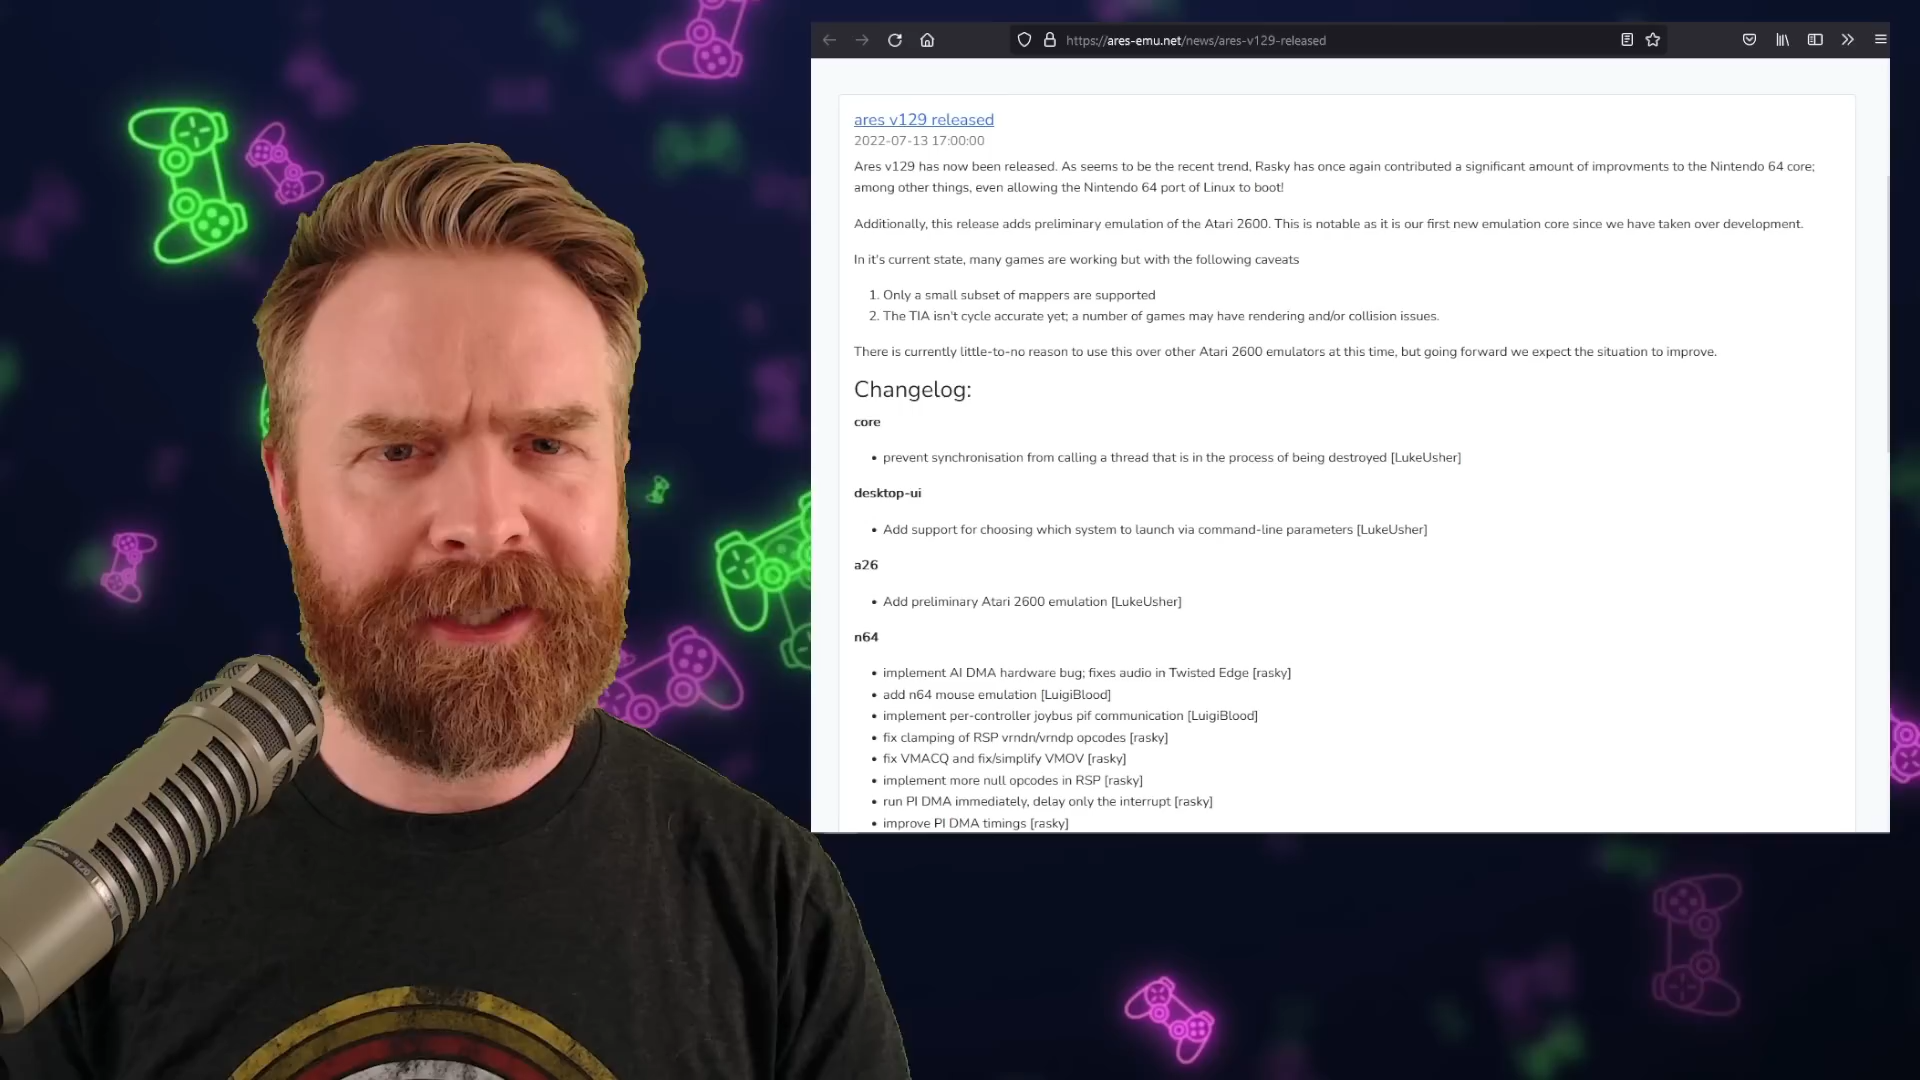 https://ares-emu.net/news/ares-v129-released
ares v129 released
2022-07-13 17:00:00
Ares v129 has now been released. As seems to be the recent trend, Rasky has once again contributed a significant amount of improvments to the Nintendo 64 core;
among other things, even allowing the Nintendo 64 port of Linux to boot!
Additionally, this release adds preliminary emulation of the Atari 2600. This is notable as it is our first new emulation core since we have taken over development.
In it's current state, many games are working but with the following caveats
1. Only a small subset of mappers are supported
2. The TIA isn't cycle accurate yet; a number of games may have rendering and/or collision issues.
There is currently little-to-no reason to use this over other Atari 2600 emulators at this time, but going forward we expect the situation to improve.
Changelog:
core
• prevent synchronisation from calling a thread that is in the process of being destroyed [LukeUsher]
desktop-ui
• Add support for choosing which system to launch via command-line parameters [LukeUsher]
a26
• Add preliminary Atari 2600 emulation [LukeUsher]
n64
• implement AI DMA hardware bug; fixes audio in Twisted Edge [rasky]
• add n64 mouse emulation [LuigiBlood]
• implement per-controller joybus pif communication [LuigiBlood]
• fix clamping of RSP vrndn/vrndp opcodes [rasky]
• fix VMACQ and fix/simplify VMOV [rasky]
• implement more null opcodes in RSP [rasky]
• run PI DMA immediately, delay only the interrupt [rasky]
• improve PI DMA timings [rasky]